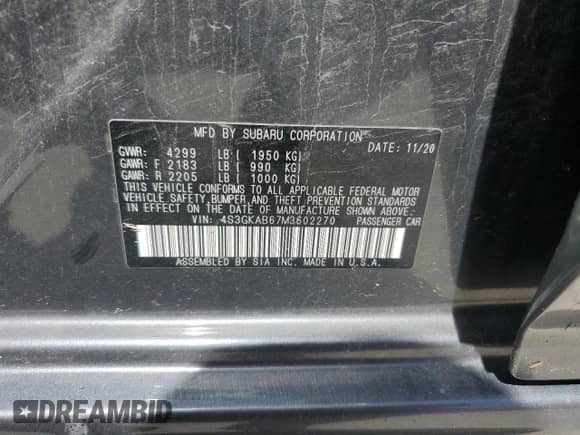 MFD BY SUBARU CORPORATION DATE: 11/20
GVWR: 4299 LB ( 1950 KG)
GAWR: F 2183 LB ( 990 KG)
GAWR: R 2205 LB ( 1000 KG)
THIS VEHICLE CONFORMS TO ALL APPLICABLE FEDERAL MOTOR
VEHICLE SAFETY, BUMPER, AND THEFT PREVENTION STANDARDS
IN EFFECT ON THE DATE OF MANUFACTURE SHOWN ABOVE.
VIN: 4S3GKAB67M3602270 PASSENGER CAR
ASSEMBLED BY SIA INC. MADE IN U.S.A.
DREAMBID